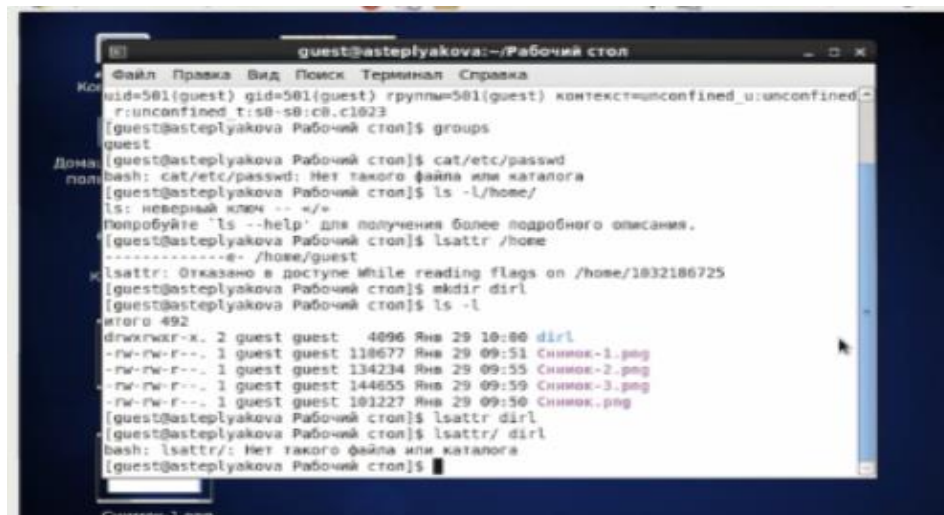 guest@asteplyakova:~/Рабочий стол
Файл Правка Вид Поиск Терминал Справка
uid=501(guest) gid=501(guest) группы=501(guest) контекст=unconfined_u:unconfined
_r:unconfined_t:s0-s0:c0.c1023
[guest@asteplyakova Рабочий стол]$ groups
guest
[guest@asteplyakova Рабочий стол]$ cat/etc/passwd
bash: cat/etc/passwd: Нет такого файла или каталога
[guest@asteplyakova Рабочий стол]$ ls -l/home/
ls: неверный ключ -- «/»
Попробуйте `ls --help' для получения более подробного описания.
[guest@asteplyakova Рабочий стол]$ lsattr /home
-------------e- /home/guest
lsattr: Отказано в доступе While reading flags on /home/1032186725
[guest@asteplyakova Рабочий стол]$ mkdir dirl
[guest@asteplyakova Рабочий стол]$ ls -l
итого 492
drwxrwxr-x. 2 guest guest 4096 Янв 29 10:00 dirl
-rw-rw-r--. 1 guest guest 118677 Янв 29 09:51 Снимок-1.png
-rw-rw-r--. 1 guest guest 134234 Янв 29 09:55 Снимок-2.png
-rw-rw-r--. 1 guest guest 144655 Янв 29 09:59 Снимок-3.png
-rw-rw-r--. 1 guest guest 101227 Янв 29 09:50 Снимок.png
[guest@asteplyakova Рабочий стол]$ lsattr dirl
[guest@asteplyakova Рабочий стол]$ lsattr/ dirl
bash: lsattr/: Нет такого файла или каталога
[guest@asteplyakova Рабочий стол]$